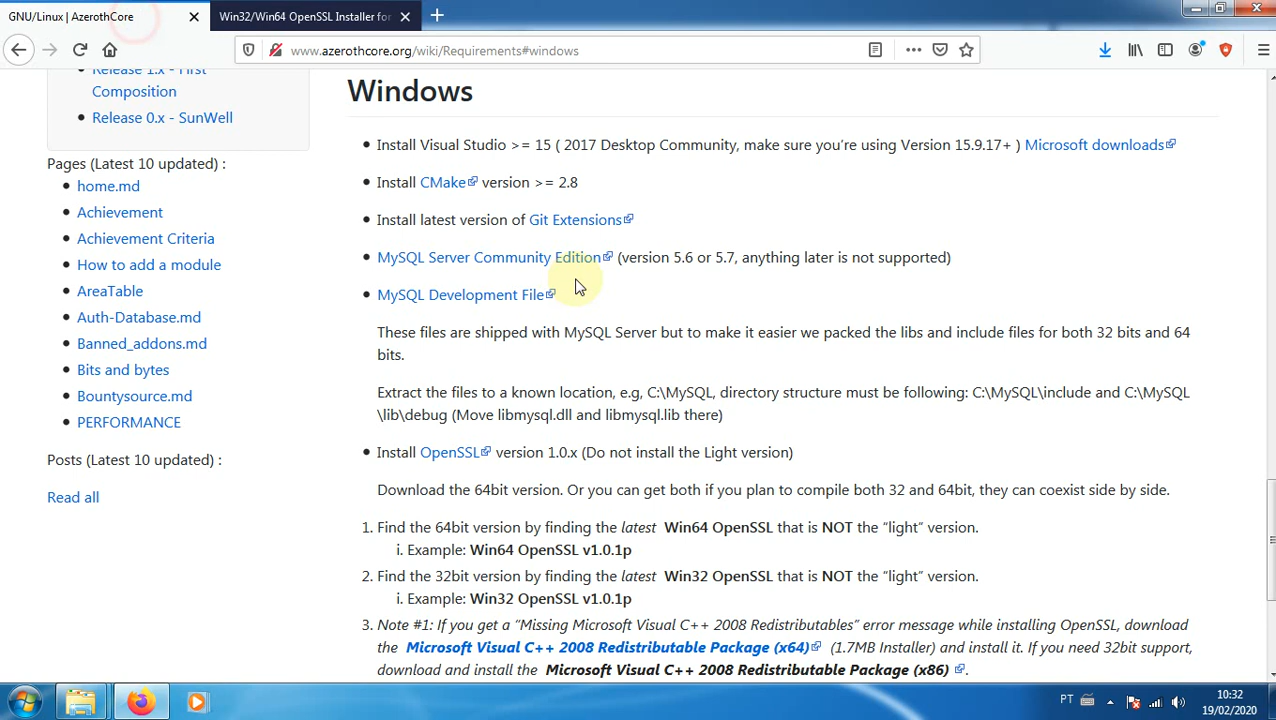 GNU/Linux | AzerothCore
Win32/Win64 OpenSSL Installer for
www.azerothcore.org/wiki/Requirements#windows
Release 1.x - First
Composition
Release 0.x - SunWell
Pages (Latest 10 updated) :
home.md
Achievement
Achievement Criteria
How to add a module
AreaTable
Auth-Database.md
Banned_addons.md
Bits and bytes
Bountysource.md
PERFORMANCE
Posts (Latest 10 updated) :
Read all
Windows
Install Visual Studio >= 15 ( 2017 Desktop Community, make sure you’re using Version 15.9.17+ ) Microsoft downloads
Install CMake version >= 2.8
Install latest version of Git Extensions
MySQL Server Community Edition (version 5.6 or 5.7, anything later is not supported)
MySQL Development File
These files are shipped with MySQL Server but to make it easier we packed the libs and include files for both 32 bits and 64
bits.
Extract the files to a known location, e.g, C:\MySQL, directory structure must be following: C:\MySQL\include and C:\MySQL
\lib\debug (Move libmysql.dll and libmysql.lib there)
Install OpenSSL version 1.0.x (Do not install the Light version)
Download the 64bit version. Or you can get both if you plan to compile both 32 and 64bit, they can coexist side by side.
1. Find the 64bit version by finding the latest Win64 OpenSSL that is NOT the “light” version.
i. Example: Win64 OpenSSL v1.0.1p
2. Find the 32bit version by finding the latest Win32 OpenSSL that is NOT the “light” version.
i. Example: Win32 OpenSSL v1.0.1p
3. Note #1: If you get a “Missing Microsoft Visual C++ 2008 Redistributables” error message while installing OpenSSL, download
the Microsoft Visual C++ 2008 Redistributable Package (x64) (1.7MB Installer) and install it. If you need 32bit support,
download and install the Microsoft Visual C++ 2008 Redistributable Package (x86) .
PT
10:32
19/02/2020